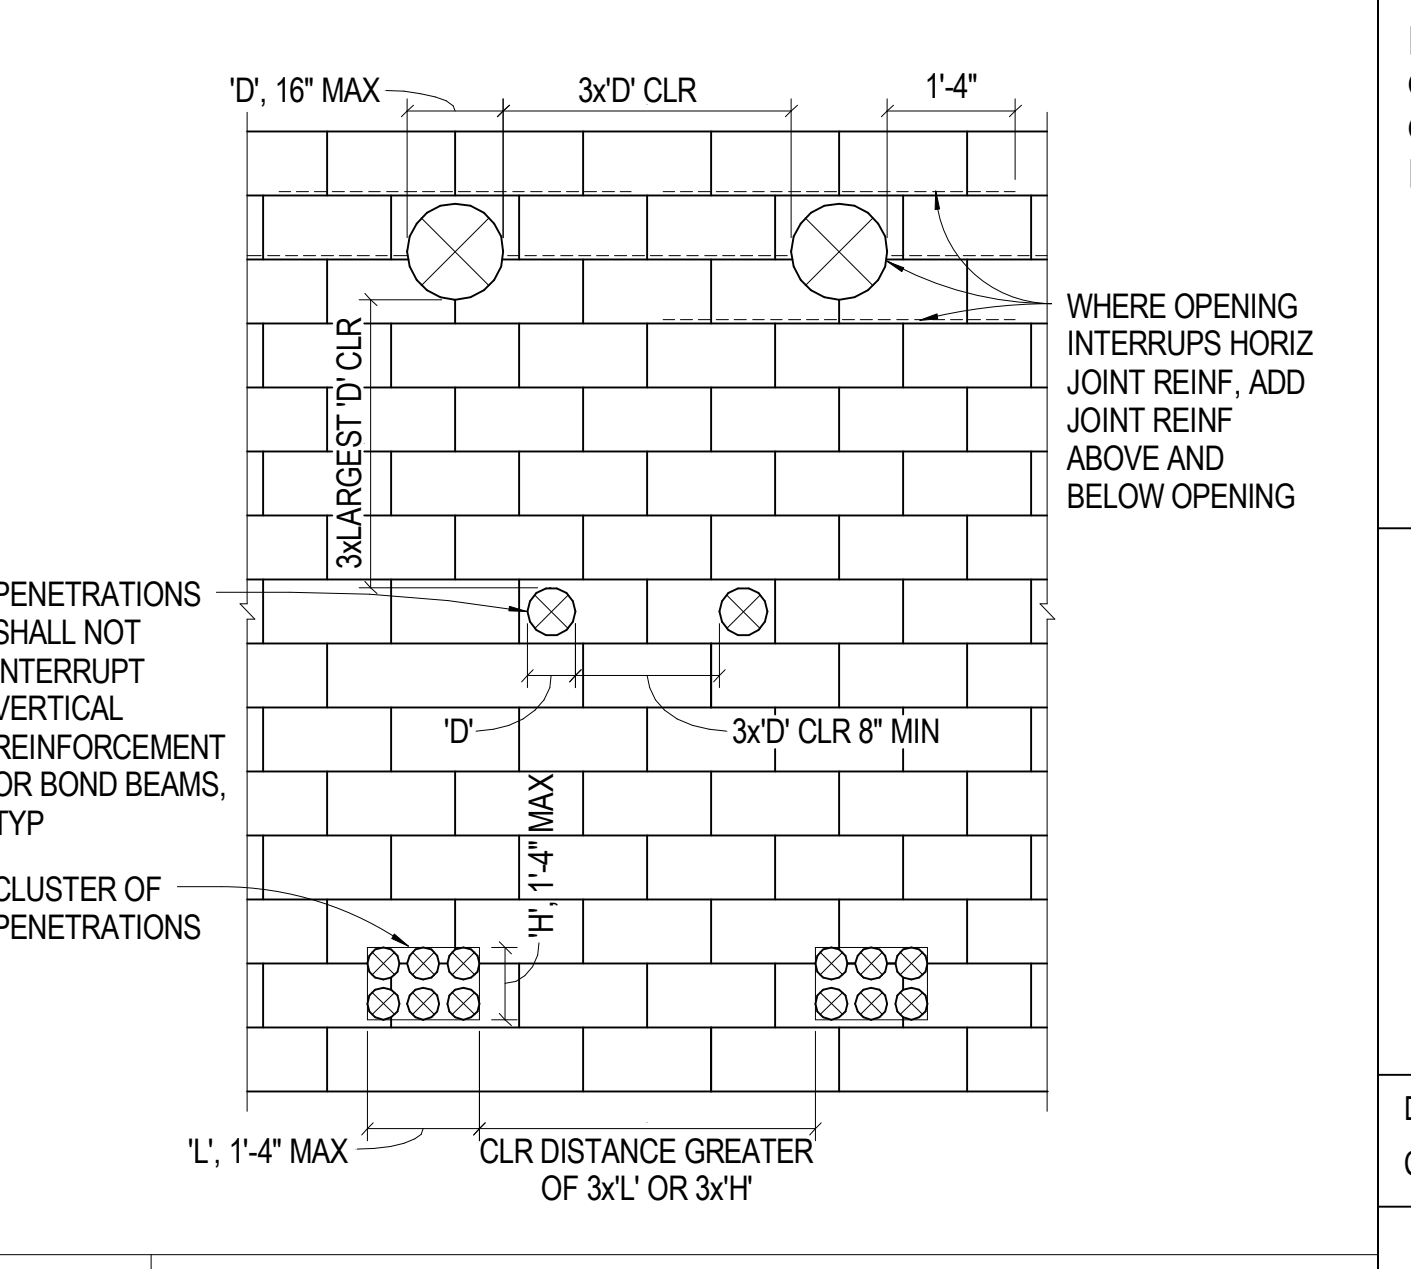 'D', 16" MAX
3x'D' CLR
1'-4"
3xLARGEST 'D' CLR
WHERE OPENING
INTERRUPS HORIZ
JOINT REINF, ADD
JOINT REINF
ABOVE AND
BELOW OPENING
PENETRATIONS
SHALL NOT
INTERRUPT
VERTICAL
REINFORCEMENT
OR BOND BEAMS,
TYP
'D'
3x'D' CLR 8" MIN
'H', 1'-4" MAX
CLUSTER OF
PENETRATIONS
'L', 1'-4" MAX
CLR DISTANCE GREATER
OF 3x'L' OR 3x'H'